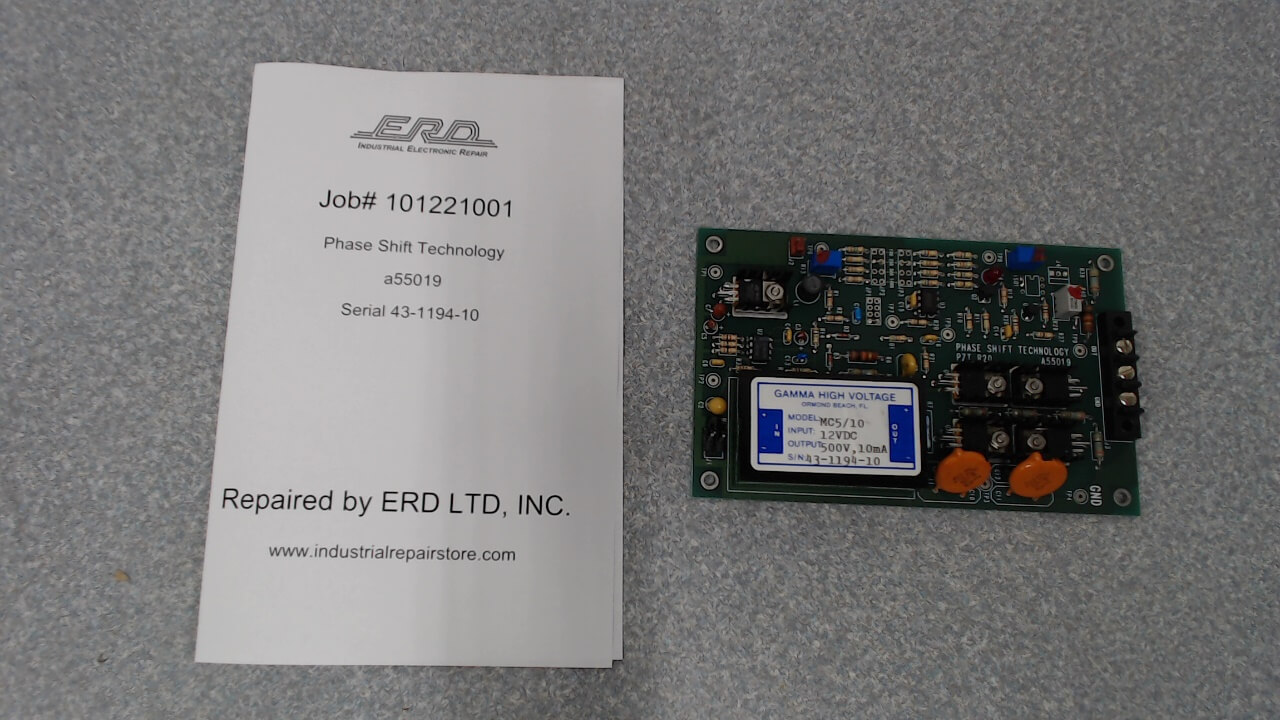 ERD
INDUSTRIAL ELECTRONIC REPAIR
Job# 101221001
Phase Shift Technology
a55019
Serial 43-1194-10
Repaired by ERD LTD, INC.
www.industrialrepairstore.com
PHASE SHIFT TECHNOLOGY
PZT R20 A55019
GAMMA HIGH VOLTAGE
ORMOND BEACH, FL
MODEL: MC5/10
INPUT: 12VDC
OUTPUT: 500V, 10mA
S/N: 43-1194-10
IN
OUT
GND